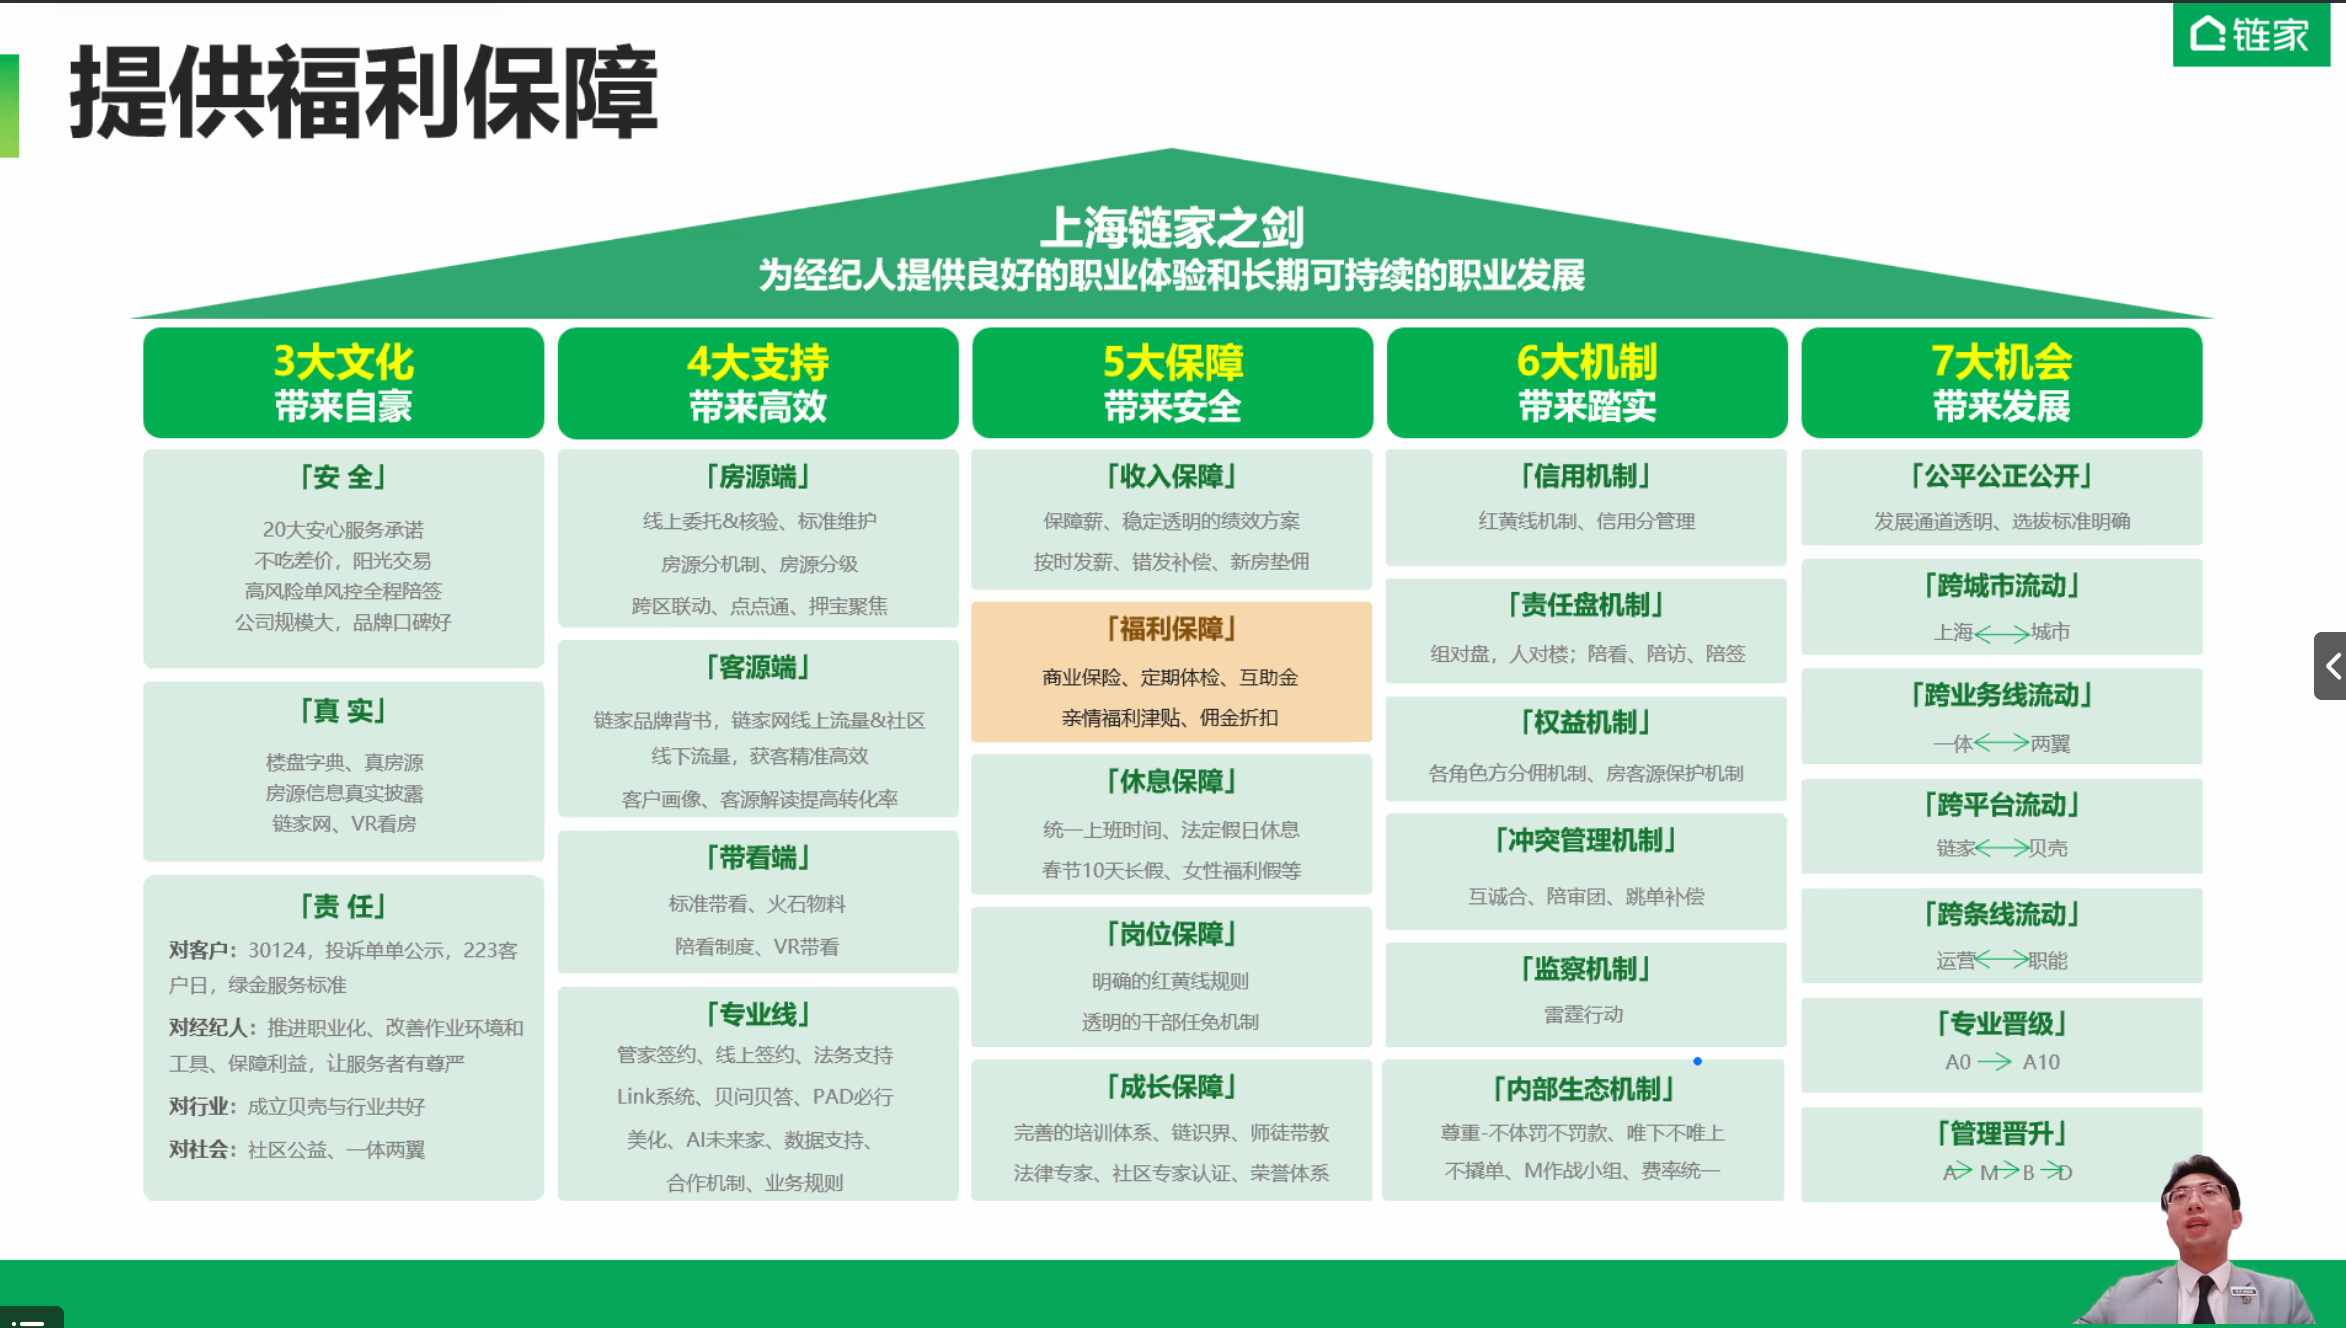 提供福利保障
链家
上海链家之剑
为经纪人提供良好的职业体验和长期可持续的职业发展
3大文化
带来自豪
「安 全」
20大安心服务承诺
不吃差价，阳光交易
高风险单风控全程陪签
公司规模大，品牌口碑好
「真 实」
楼盘字典、真房源
房源信息真实披露
链家网、VR看房
「责 任」
对客户：30124，投诉单单公示，223客
户日，绿金服务标准
对经纪人：推进职业化、改善作业环境和
工具、保障利益，让服务者有尊严
对行业：成立贝壳与行业共好
对社会：社区公益、一体两翼
4大支持
带来高效
「房源端」
线上委托&核验、标准维护
房源分机制、房源分级
跨区联动、点点通、押宝聚焦
「客源端」
链家品牌背书，链家网线上流量&社区
线下流量，获客精准高效
客户画像、客源解读提高转化率
「带看端」
标准带看、火石物料
陪看制度、VR带看
「专业线」
管家签约、线上签约、法务支持
Link系统、贝问贝答、PAD必行
美化、AI未来家、数据支持、
合作机制、业务规则
5大保障
带来安全
「收入保障」
保障薪、稳定透明的绩效方案
按时发薪、错发补偿、新房垫佣
「福利保障」
商业保险、定期体检、互助金
亲情福利津贴、佣金折扣
「休息保障」
统一上班时间、法定假日休息
春节10天长假、女性福利假等
「岗位保障」
明确的红黄线规则
透明的干部任免机制
「成长保障」
完善的培训体系、链识界、师徒带教
法律专家、社区专家认证、荣誉体系
6大机制
带来踏实
「信用机制」
红黄线机制、信用分管理
「责任盘机制」
组对盘，人对楼；陪看、陪访、陪签
「权益机制」
各角色方分佣机制、房客源保护机制
「冲突管理机制」
互诚合、陪审团、跳单补偿
「监察机制」
雷霆行动
「内部生态机制」
尊重-不体罚不罚款、唯下不唯上
不撬单、M作战小组、费率统一
7大机会
带来发展
「公平公正公开」
发展通道透明、选拔标准明确
「跨城市流动」
上海 城市
「跨业务线流动」
一体 两翼
「跨平台流动」
链家 贝壳
「跨条线流动」
运营 职能
「专业晋级」
A0 A10
「管理晋升」
A M B D